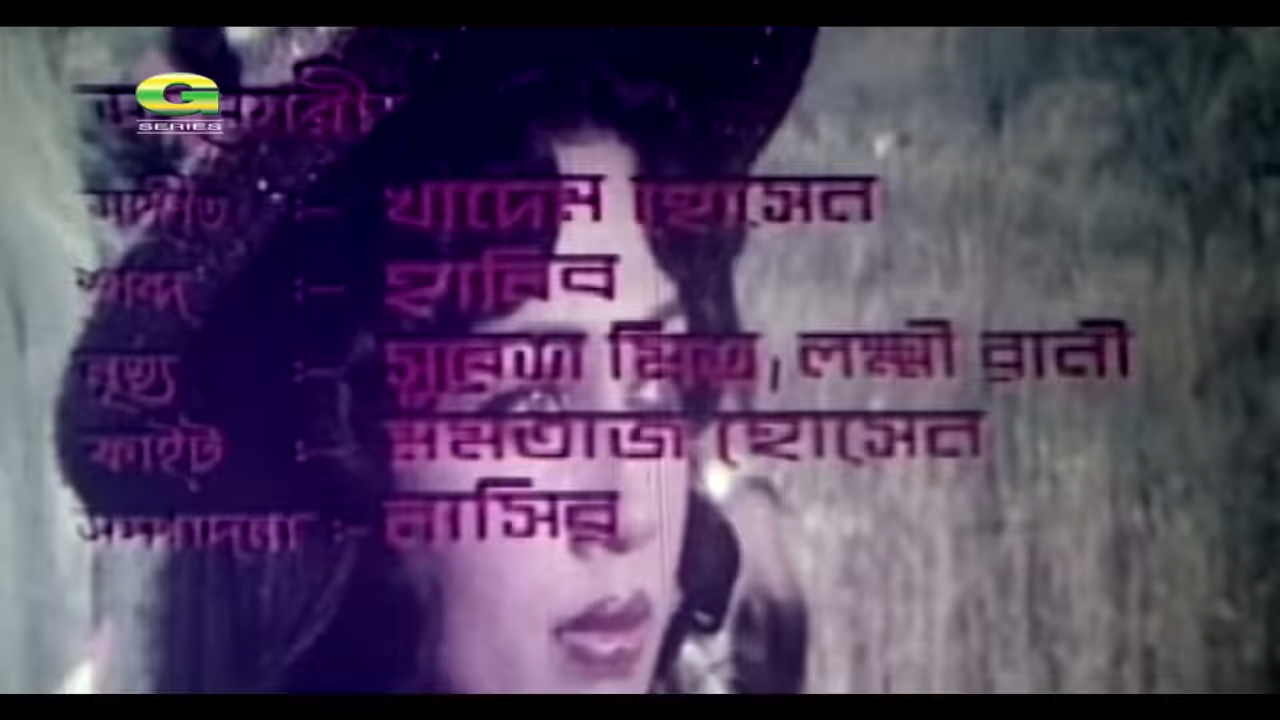 G
SERIES
সঙ্গীত :- খাদেম হোসেন
শব্দ :- হাবিব
নৃত্য :- সুরেশ মিত্র, লক্ষ্মী রানী
ফাইট :- মমতাজ হোসেন
সম্পাদনা :- নাসির